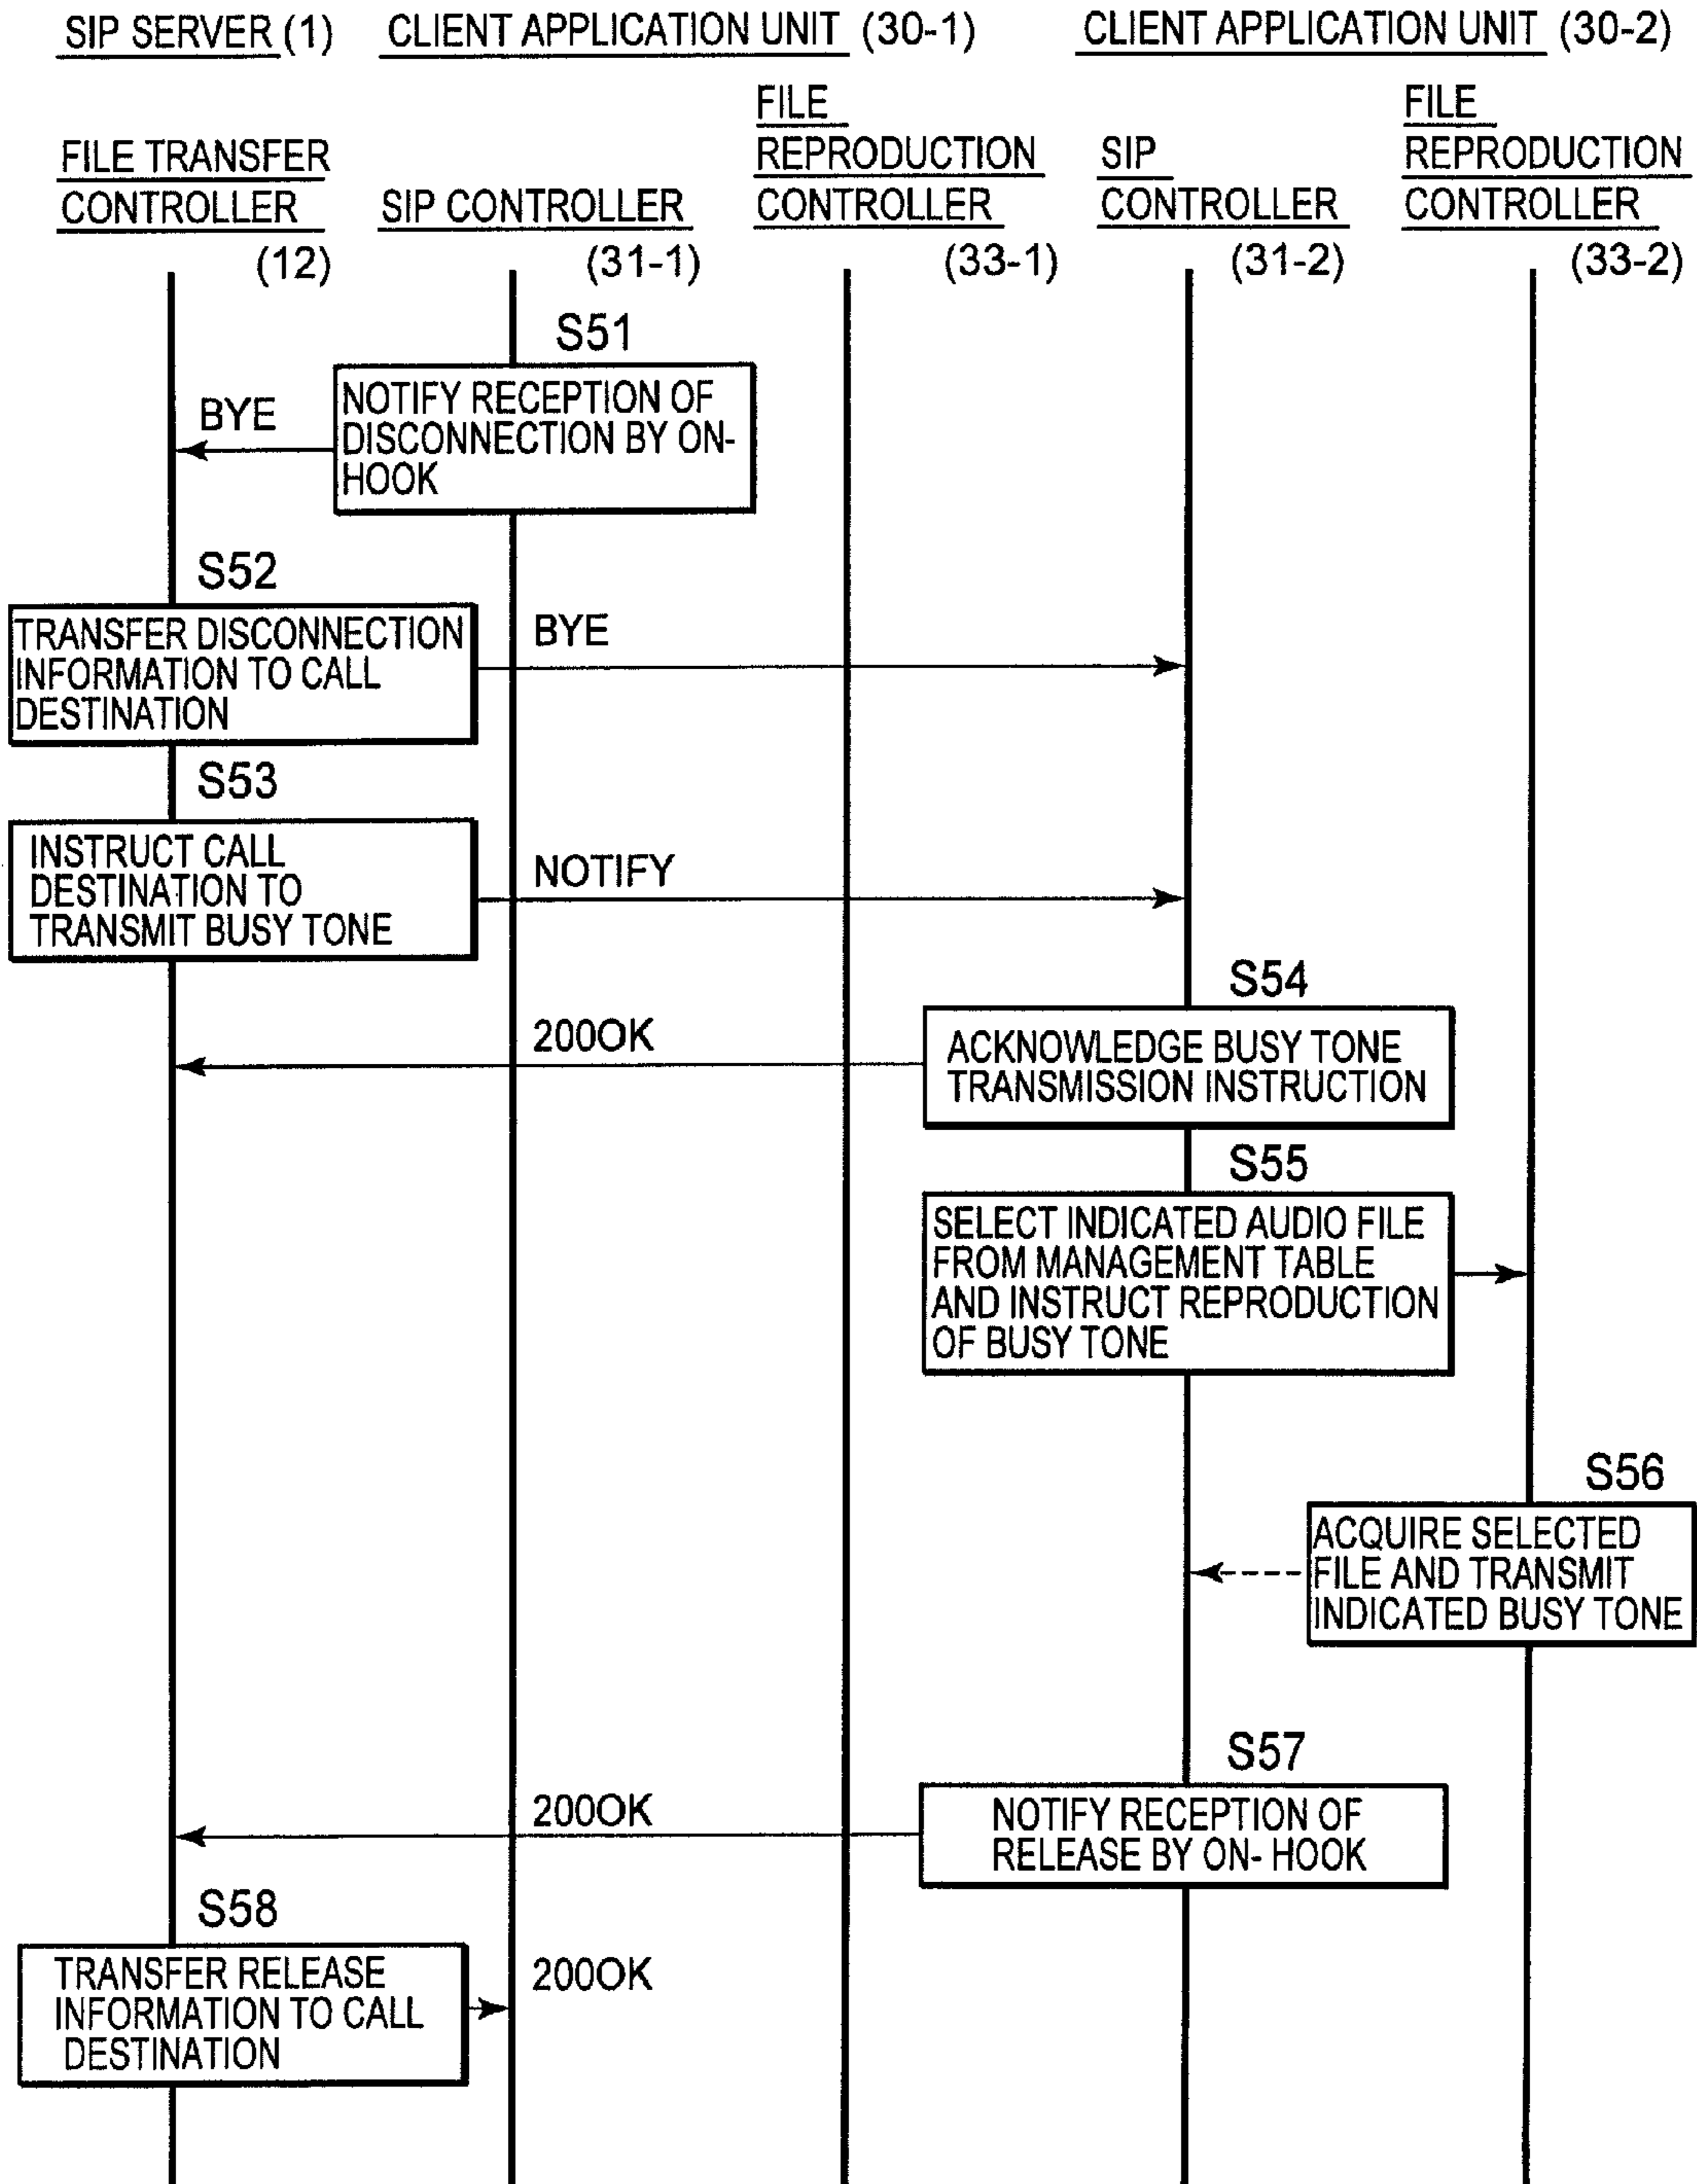 SIP SERVER (1)
CLIENT APPLICATION UNIT (30-1)
CLIENT APPLICATION UNIT (30-2)
FILE TRANSFER
CONTROLLER
(12)
SIP CONTROLLER
(31-1)
FILE
REPRODUCTION
CONTROLLER
(33-1)
SIP
CONTROLLER
(31-2)
FILE
REPRODUCTION
CONTROLLER
(33-2)
S51
NOTIFY RECEPTION OF
DISCONNECTION BY ON-
HOOK
BYE
S52
TRANSFER DISCONNECTION
INFORMATION TO CALL
DESTINATION
BYE
S53
INSTRUCT CALL
DESTINATION TO
TRANSMIT BUSY TONE
NOTIFY
S54
ACKNOWLEDGE BUSY TONE
TRANSMISSION INSTRUCTION
200OK
S55
SELECT INDICATED AUDIO FILE
FROM MANAGEMENT TABLE
AND INSTRUCT REPRODUCTION
OF BUSY TONE
S56
ACQUIRE SELECTED
FILE AND TRANSMIT
INDICATED BUSY TONE
S57
NOTIFY RECEPTION OF
RELEASE BY ON- HOOK
200OK
S58
TRANSFER RELEASE
INFORMATION TO CALL
DESTINATION
200OK